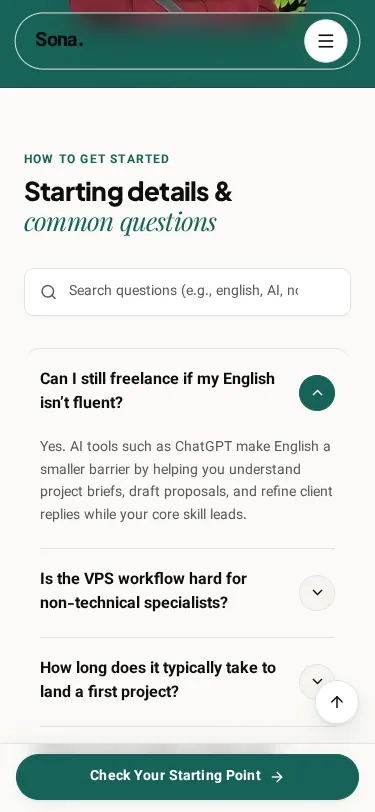 Sona.
HOW TO GET STARTED
Starting details &
common questions
Search questions (e.g., english, AI, no
Can I still freelance if my English
isn't fluent?
Yes. AI tools such as ChatGPT make English a
smaller barrier by helping you understand
project briefs, draft proposals, and refine client
replies while your core skill leads.
Is the VPS workflow hard for
non-technical specialists?
How long does it typically take to
land a first project?
Check Your Starting Point →